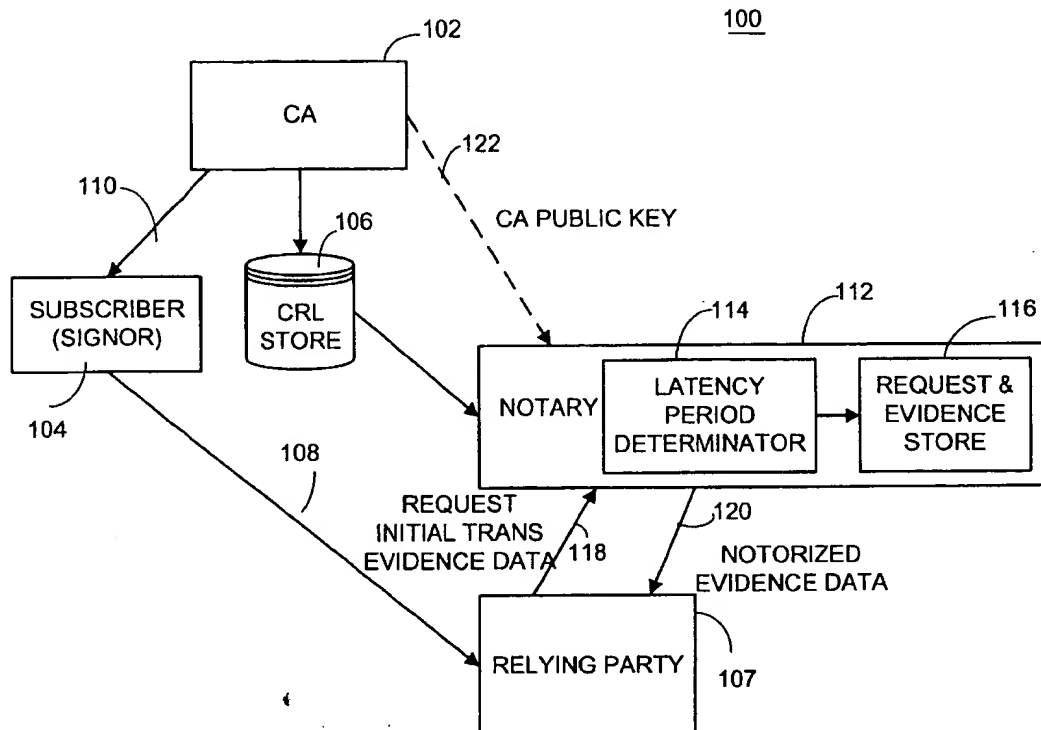 100
102
CA
122
110
CA PUBLIC KEY
106
SUBSCRIBER
(SIGNOR)
CRL
STORE
104
114
112
116
NOTARY
LATENCY
PERIOD
DETERMINATOR
REQUEST &
EVIDENCE
STORE
108
REQUEST
INITIAL TRANS
EVIDENCE DATA
118
120
NOTORIZED
EVIDENCE DATA
RELYING PARTY
107